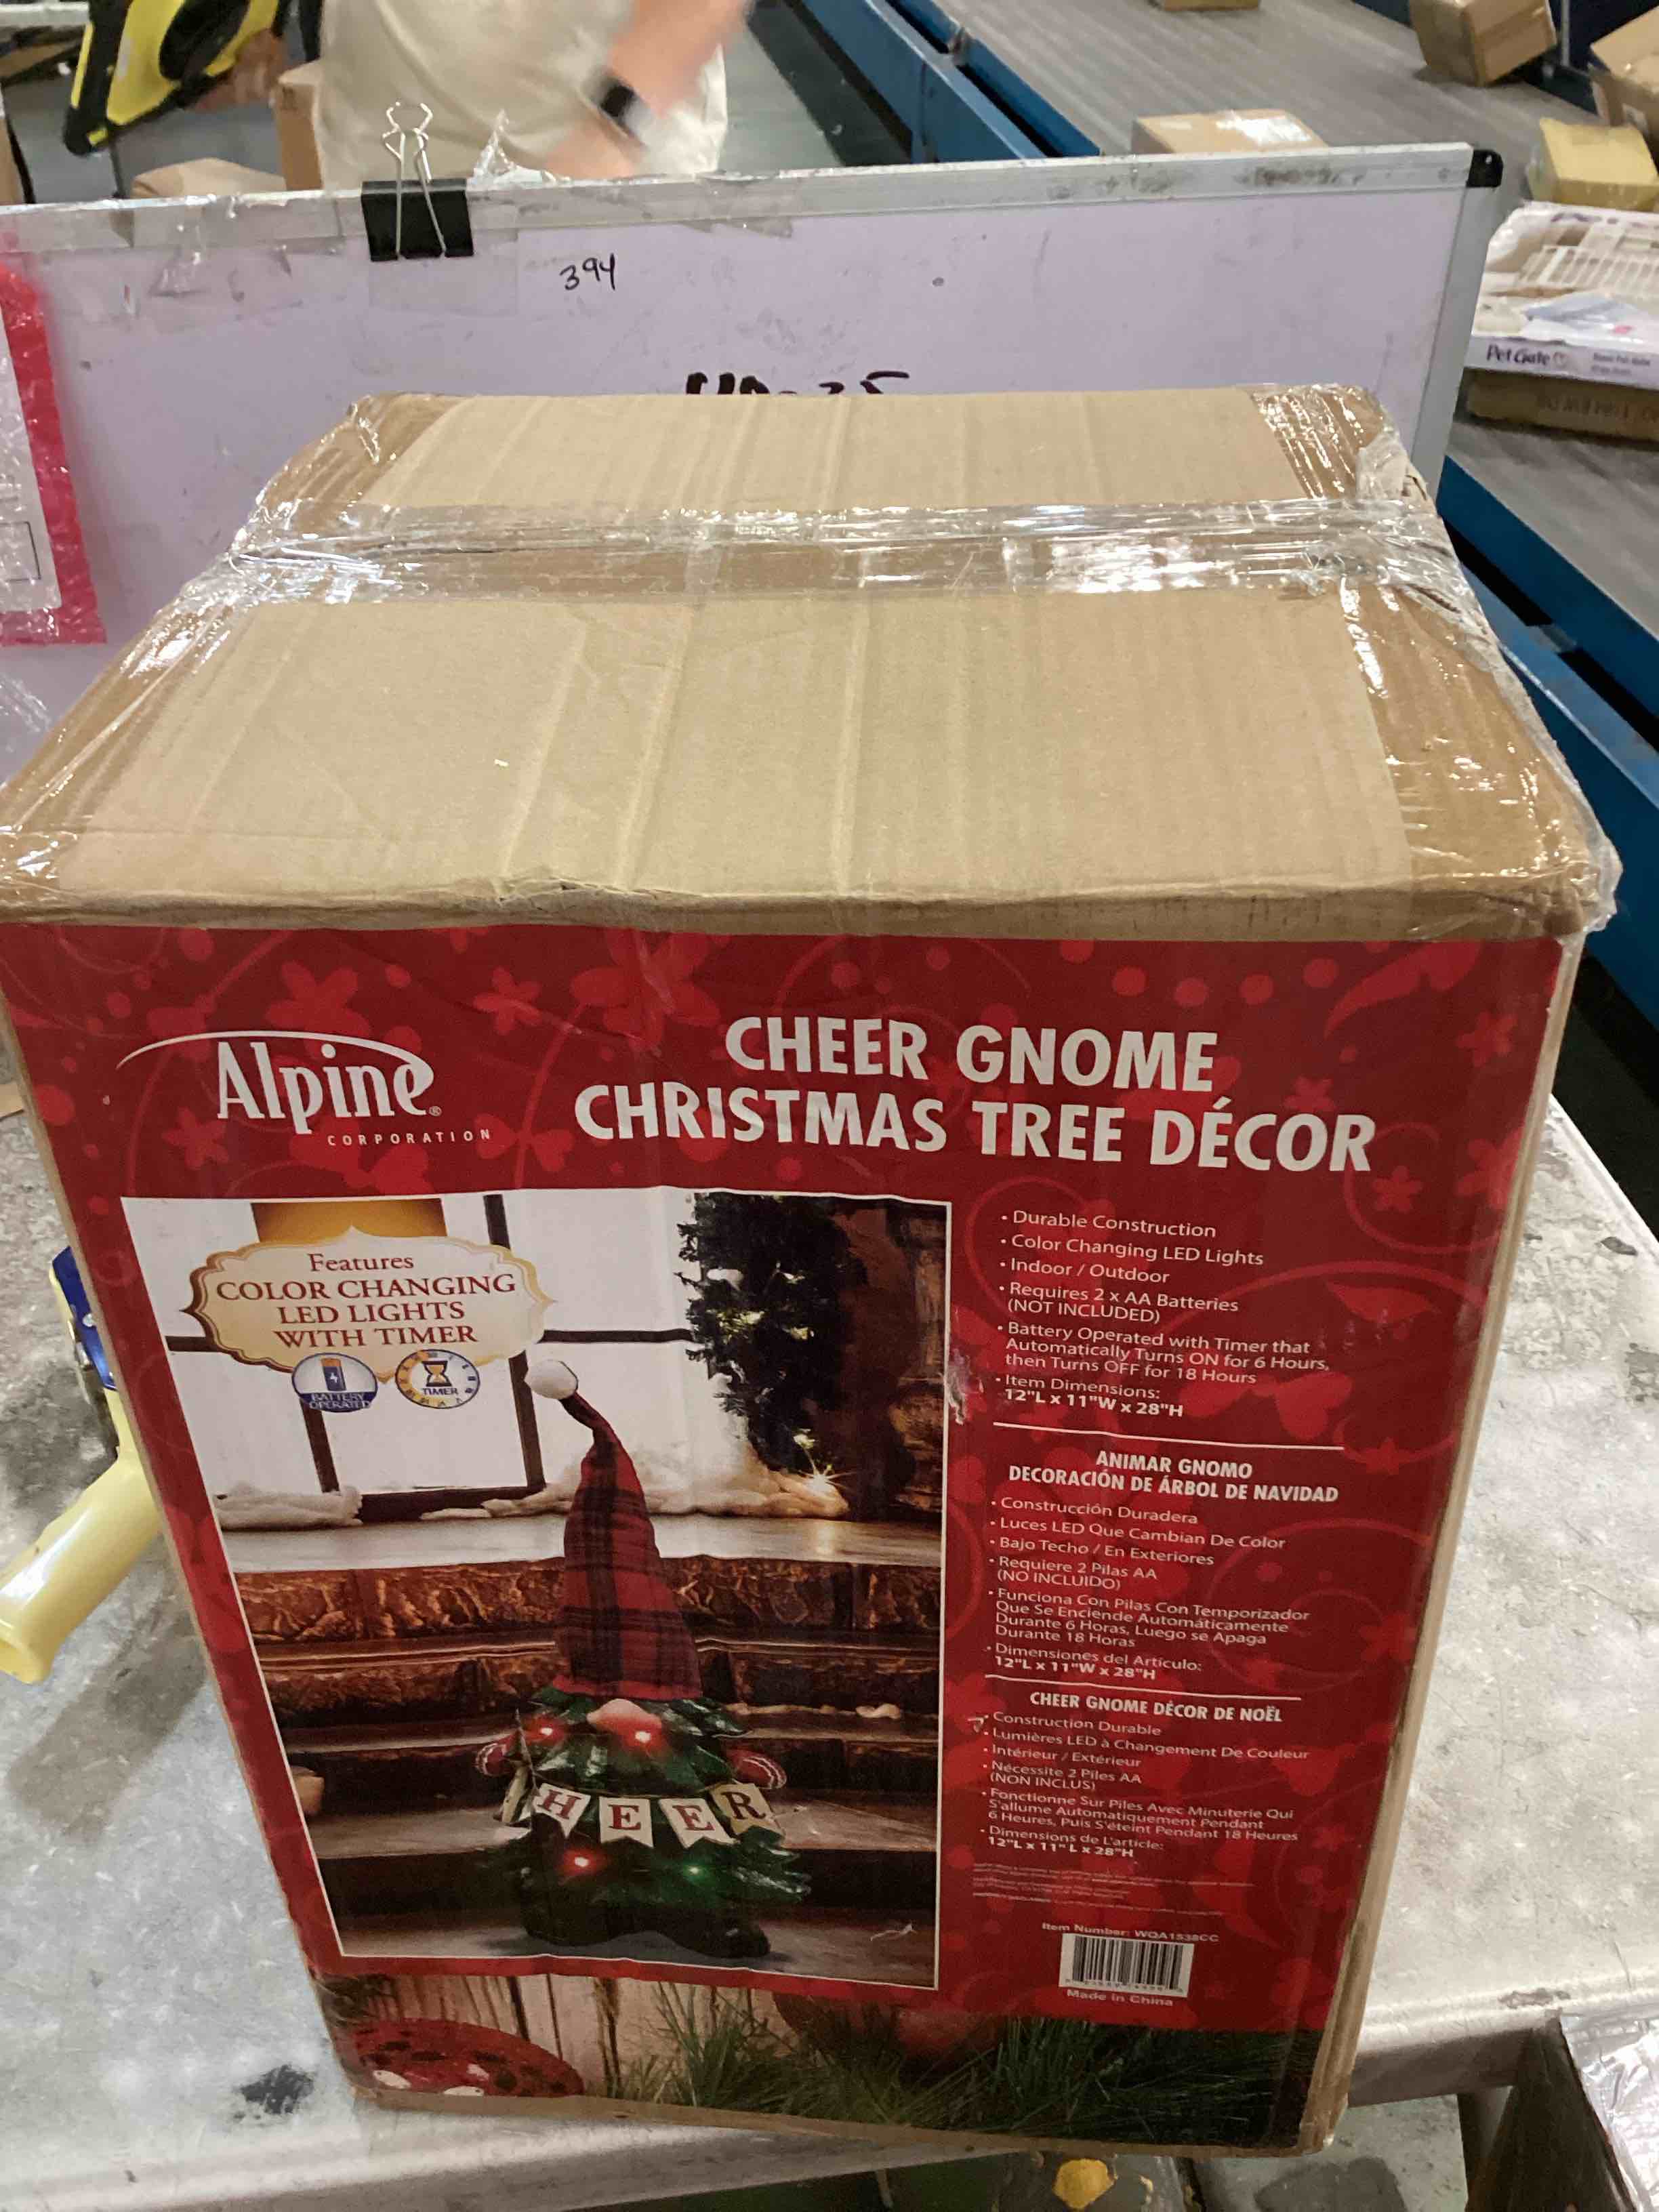 394
Pet Gate
Alpine®
CORPORATION
CHEER GNOME
CHRISTMAS TREE DÉCOR
Features
COLOR CHANGING
LED LIGHTS
WITH TIMER
BATTERY
OPERATED
TIMER
HEER
• Durable Construction
• Color Changing LED Lights
• Indoor / Outdoor
• Requires 2 x AA Batteries
(NOT INCLUDED)
• Battery Operated with Timer that
Automatically Turns ON for 6 Hours,
then Turns OFF for 18 Hours
• Item Dimensions:
12"L x 11"W x 28"H
ANIMAR GNOMO
DECORACIÓN DE ÁRBOL DE NAVIDAD
• Construcción Duradera
• Luces LED Que Cambian De Color
• Bajo Techo / En Exteriores
• Requiere 2 Pilas AA
(NO INCLUIDO)
• Funciona Con Pilas Con Temporizador
Que Se Enciende Automáticamente
Durante 6 Horas, Luego se Apaga
Durante 18 Horas
• Dimensiones del Artículo:
12"L x 11"W x 28"H
CHEER GNOME DÉCOR DE NOËL
• Construction Durable
• Lumières LED à Changement De Couleur
• Intérieur / Extérieur
• Nécessite 2 Piles AA
(NON INCLUS)
• Fonctionne Sur Piles Avec Minuterie Qui
S'allume Automatiquement Pendant
6 Heures, Puis S'éteint Pendant 18 Heures
• Dimensions de L'article:
12"L x 11"L x 28"H
Item Number: WQA1538CC
Made in China